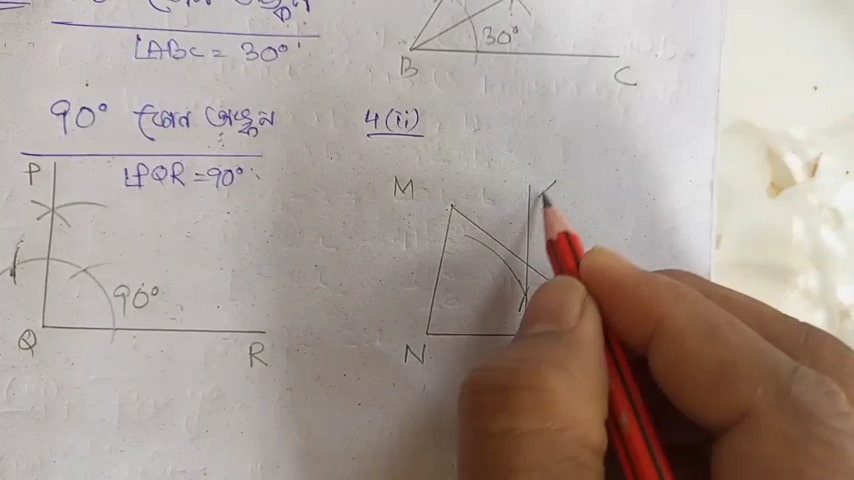 ∠ABC = 30°
30°
B
C
90° কোন অঙ্কন
4(ii)
P
∠PQR = 90°
M
90°
Q
R
N